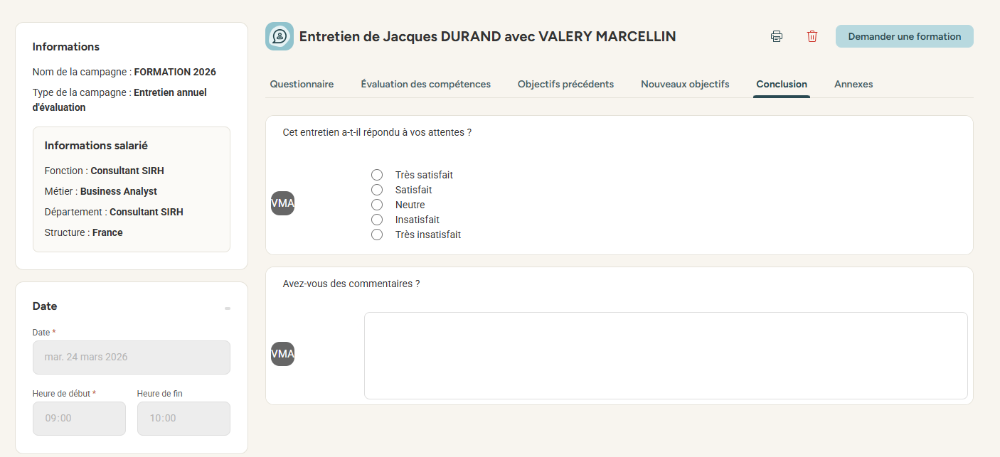 Informations
Nom de la campagne : FORMATION 2026
Type de la campagne : Entretien annuel
d'évaluation
Informations salarié
Fonction : Consultant SIRH
Métier : Business Analyst
Département : Consultant SIRH
Structure : France
Date
Date *
mar. 24 mars 2026
Heure de début * Heure de fin
09:00 10:00
Entretien de Jacques DURAND avec VALERY MARCELLIN
Demander une formation
Questionnaire Évaluation des compétences Objectifs précédents Nouveaux objectifs Conclusion Annexes
Cet entretien a-t-il répondu à vos attentes ?
VMA
Très satisfait
Satisfait
Neutre
Insatisfait
Très insatisfait
Avez-vous des commentaires ?
VMA